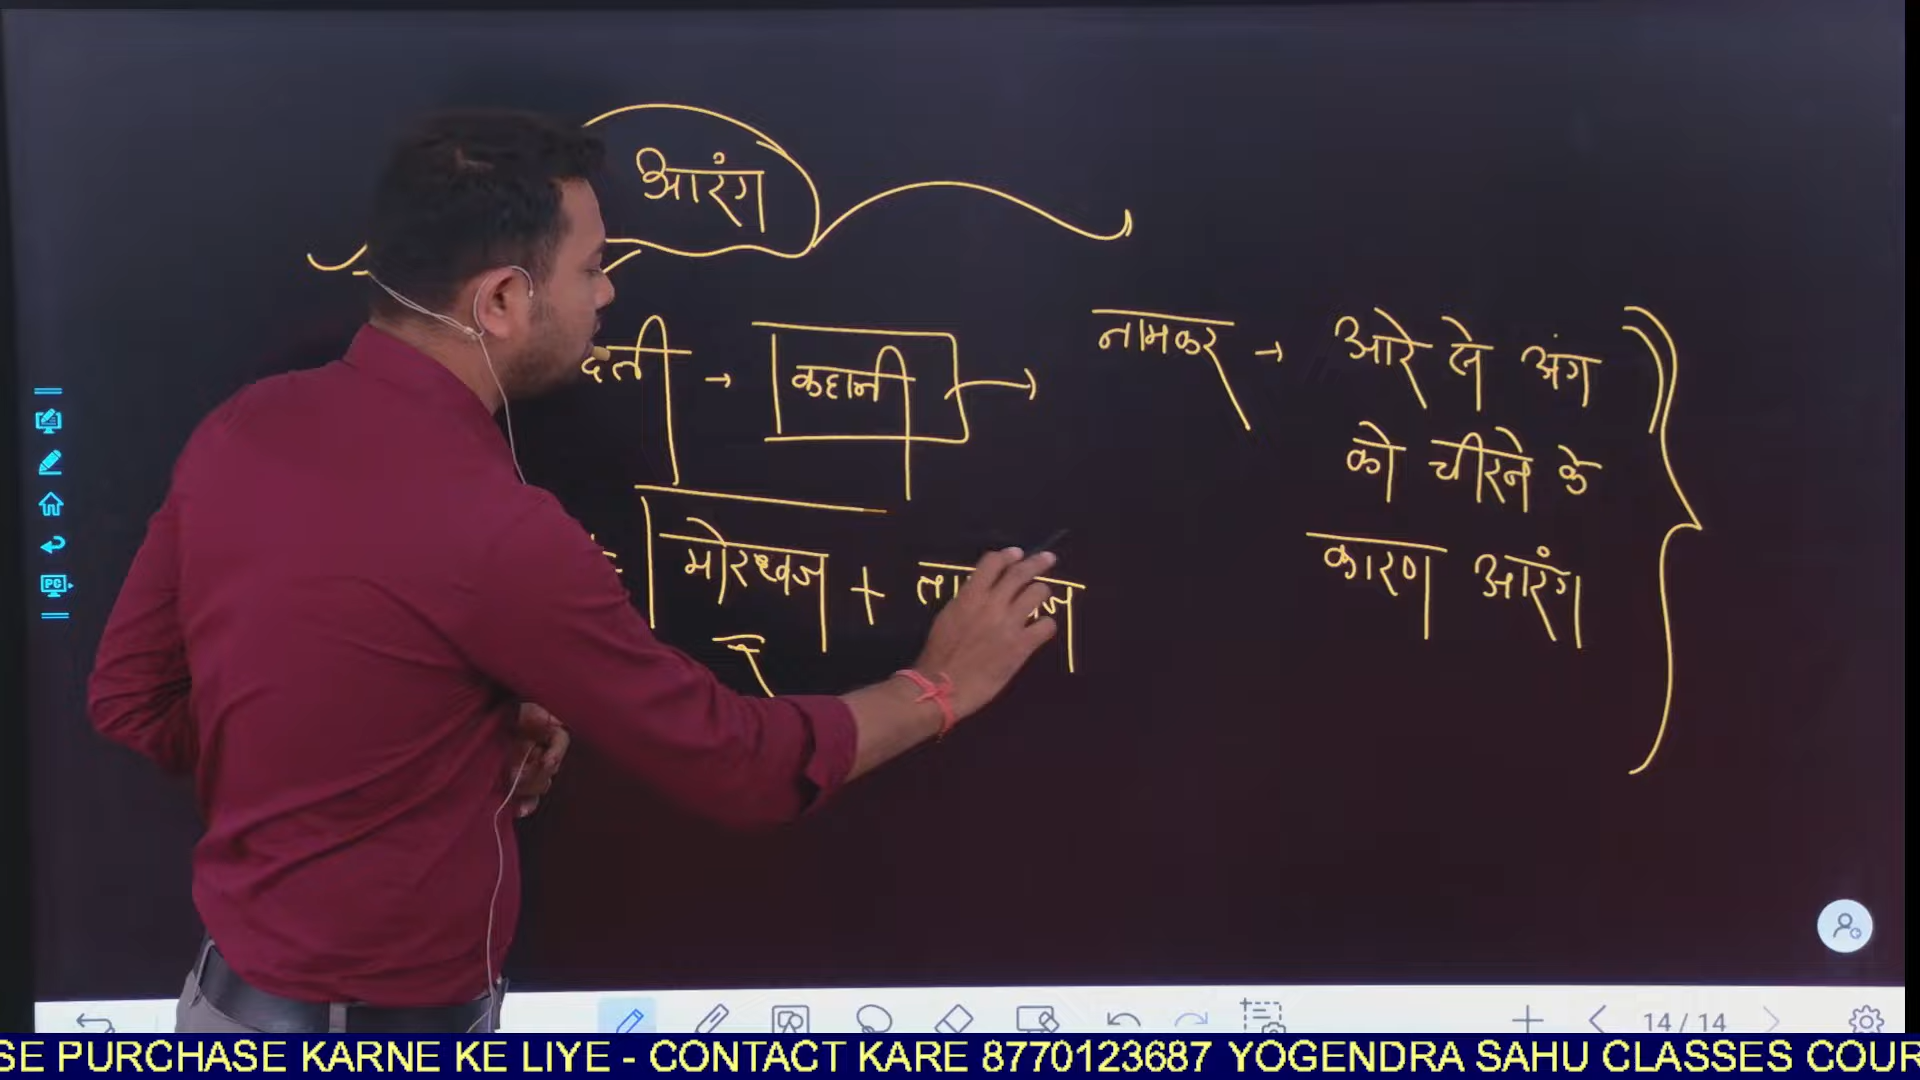 आरंग
दती → कहानी → नामकर → आरे से अंग
को चीरने के
मोरध्वज +
कारण आरंग
14 / 14
SE PURCHASE KARNE KE LIYE - CONTACT KARE 8770123687 YOGENDRA SAHU CLASSES COUR